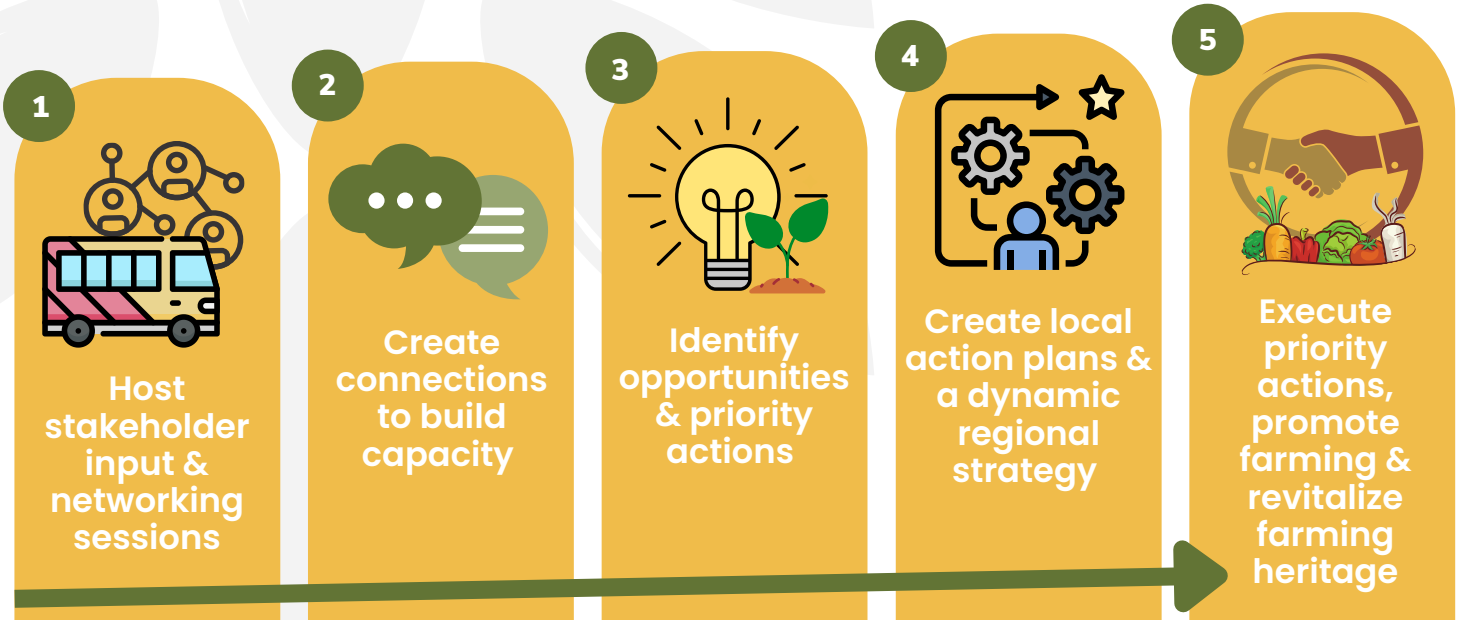 1
Host
stakeholder
input &
networking
sessions
2
Create
connections
to build
capacity
3
Identify
opportunities
& priority
actions
4
Create local
action plans &
a dynamic
regional
strategy
5
Execute
priority
actions,
promote
farming &
revitalize
farming
heritage